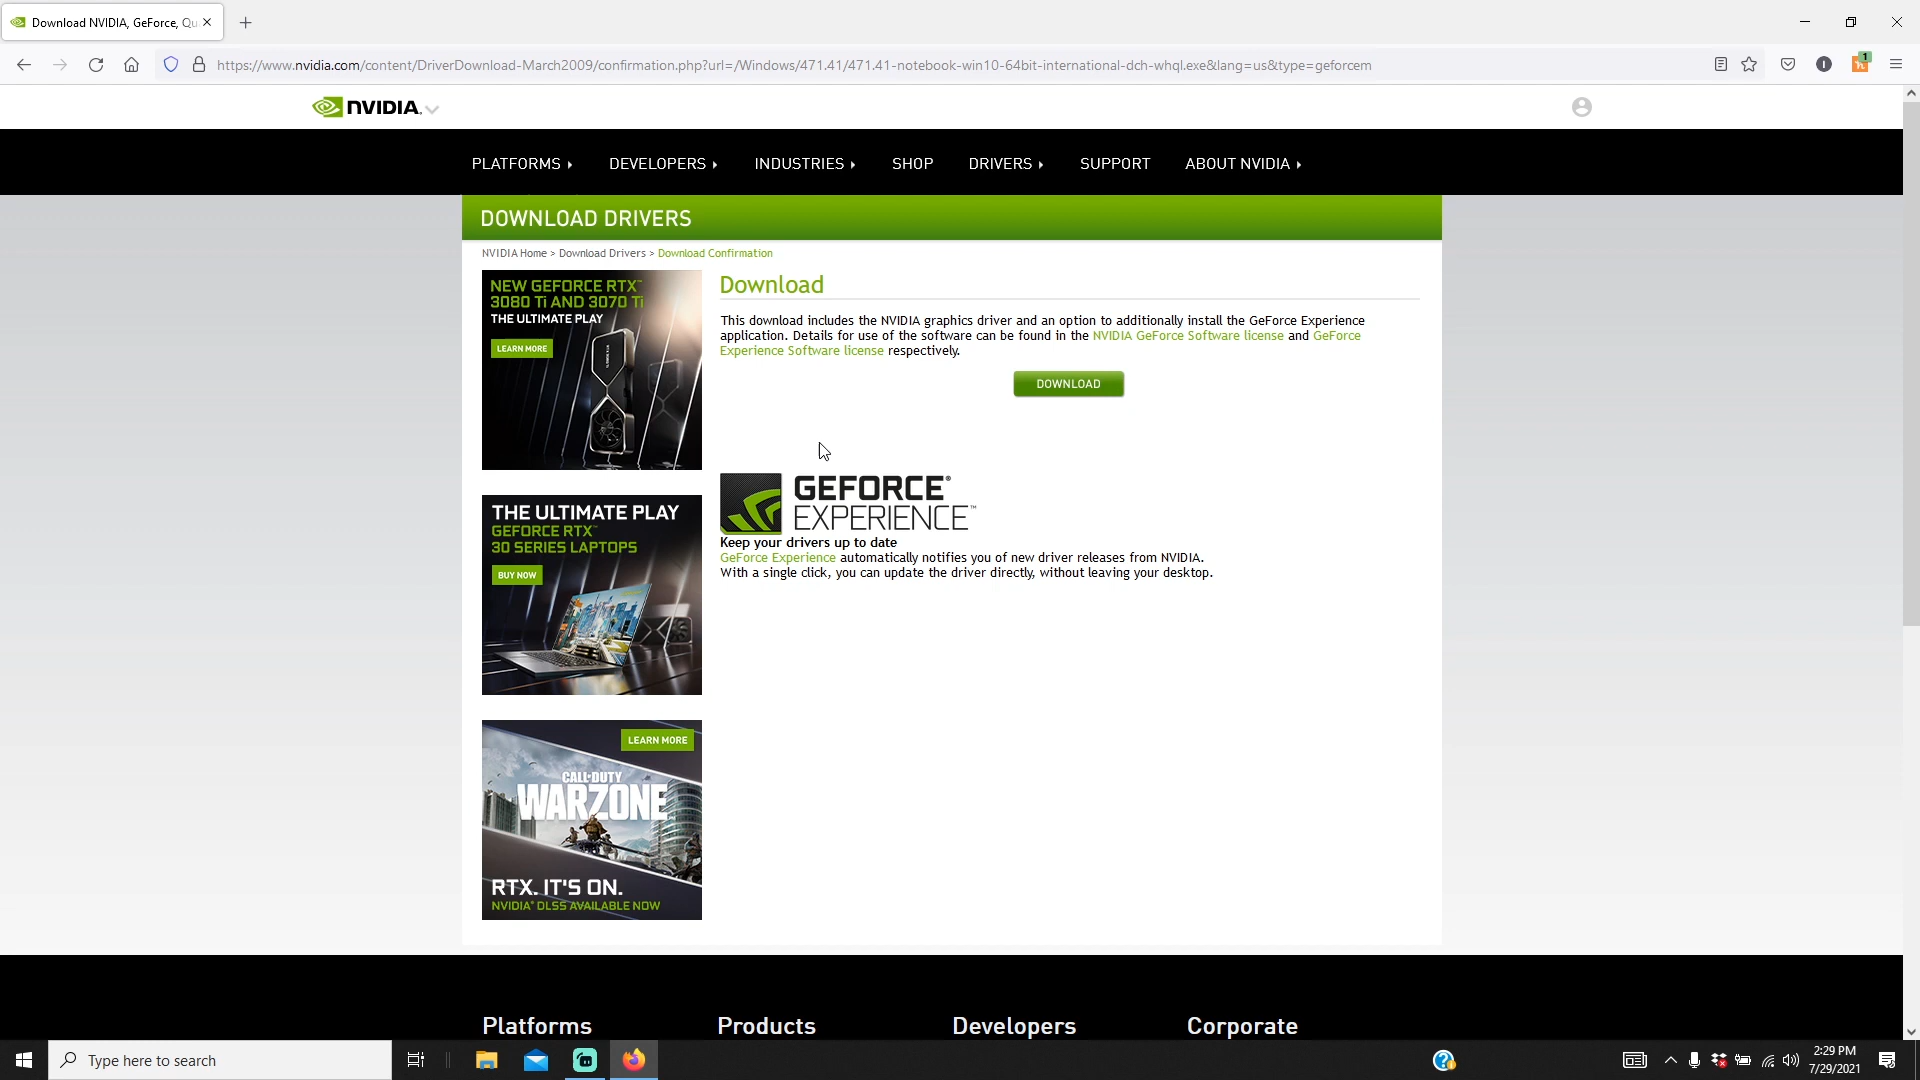 Download NVIDIA, GeForce, Qu
https://www.nvidia.com/content/DriverDownload-March2009/confirmation.php?url=/Windows/471.41/471.41-notebook-win10-64bit-international-dch-whql.exe&lang=us&type=geforcem
1
NVIDIA.
PLATFORMS DEVELOPERS INDUSTRIES SHOP DRIVERS SUPPORT ABOUT NVIDIA
DOWNLOAD DRIVERS
NVIDIA Home > Download Drivers > Download Confirmation
NEW GEFORCE RTX™
3080 Ti AND 3070 Ti
THE ULTIMATE PLAY
LEARN MORE
Download
This download includes the NVIDIA graphics driver and an option to additionally install the GeForce Experience
application. Details for use of the software can be found in the NVIDIA GeForce Software license and GeForce
Experience Software license respectively.
DOWNLOAD
GEFORCE®
EXPERIENCE™
Keep your drivers up to date
GeForce Experience automatically notifies you of new driver releases from NVIDIA.
With a single click, you can update the driver directly, without leaving your desktop.
THE ULTIMATE PLAY
GEFORCE RTX™
30 SERIES LAPTOPS
BUY NOW
LEARN MORE
CALL·DUTY
WARZONE
RTX. IT'S ON.
NVIDIA® DLSS AVAILABLE NOW
Platforms Products Developers Corporate
Type here to search
2:29 PM
7/29/2021